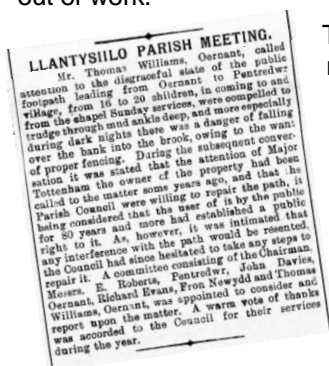 out of work.
T
LLANTYSIILO PARISH MEETING.
Mr. Thomas Williams, Oernant, called
attention to the disgraceful state of the public
footpath leading from Oernant to Pentredwr
village, from 16 to 20 children, in coming to and
from the chapel Sunday services, were compelled to
trudge through mud ankle deep, and more especially
during dark nights there was a danger of falling
over the bank into the brook, owing to the want
of proper fencing. During the subsequent conver-
sation it was stated that the attention of Major
Tottenham the owner of the property had been
called to the matter some years ago, and that the
Parish Council were willing to repair the path, it
being considered that the user of it by the public
for 80 years and more had established a public
right to it. As, however, it was intimated that
any interference with the path would be resented,
the Council had since hesitated to take any steps to
repair it. A committee consisting of the Chairman,
Messrs. E. Roberts, Pentredwr, John Davies,
Oernant, Richard Evans, Fron Newydd and Thomas
Williams, Oernant, was appointed to consider and
report upon the matter. A warm vote of thanks
was accorded to the Council for their services
during the year.